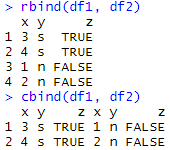 > rbind(df1, df2)
  x y     z
1 3 s  TRUE
2 4 s  TRUE
3 1 n FALSE
4 2 n FALSE
> cbind(df1, df2)
  x y    z x y     z
1 3 s TRUE 1 n FALSE
2 4 s TRUE 2 n FALSE